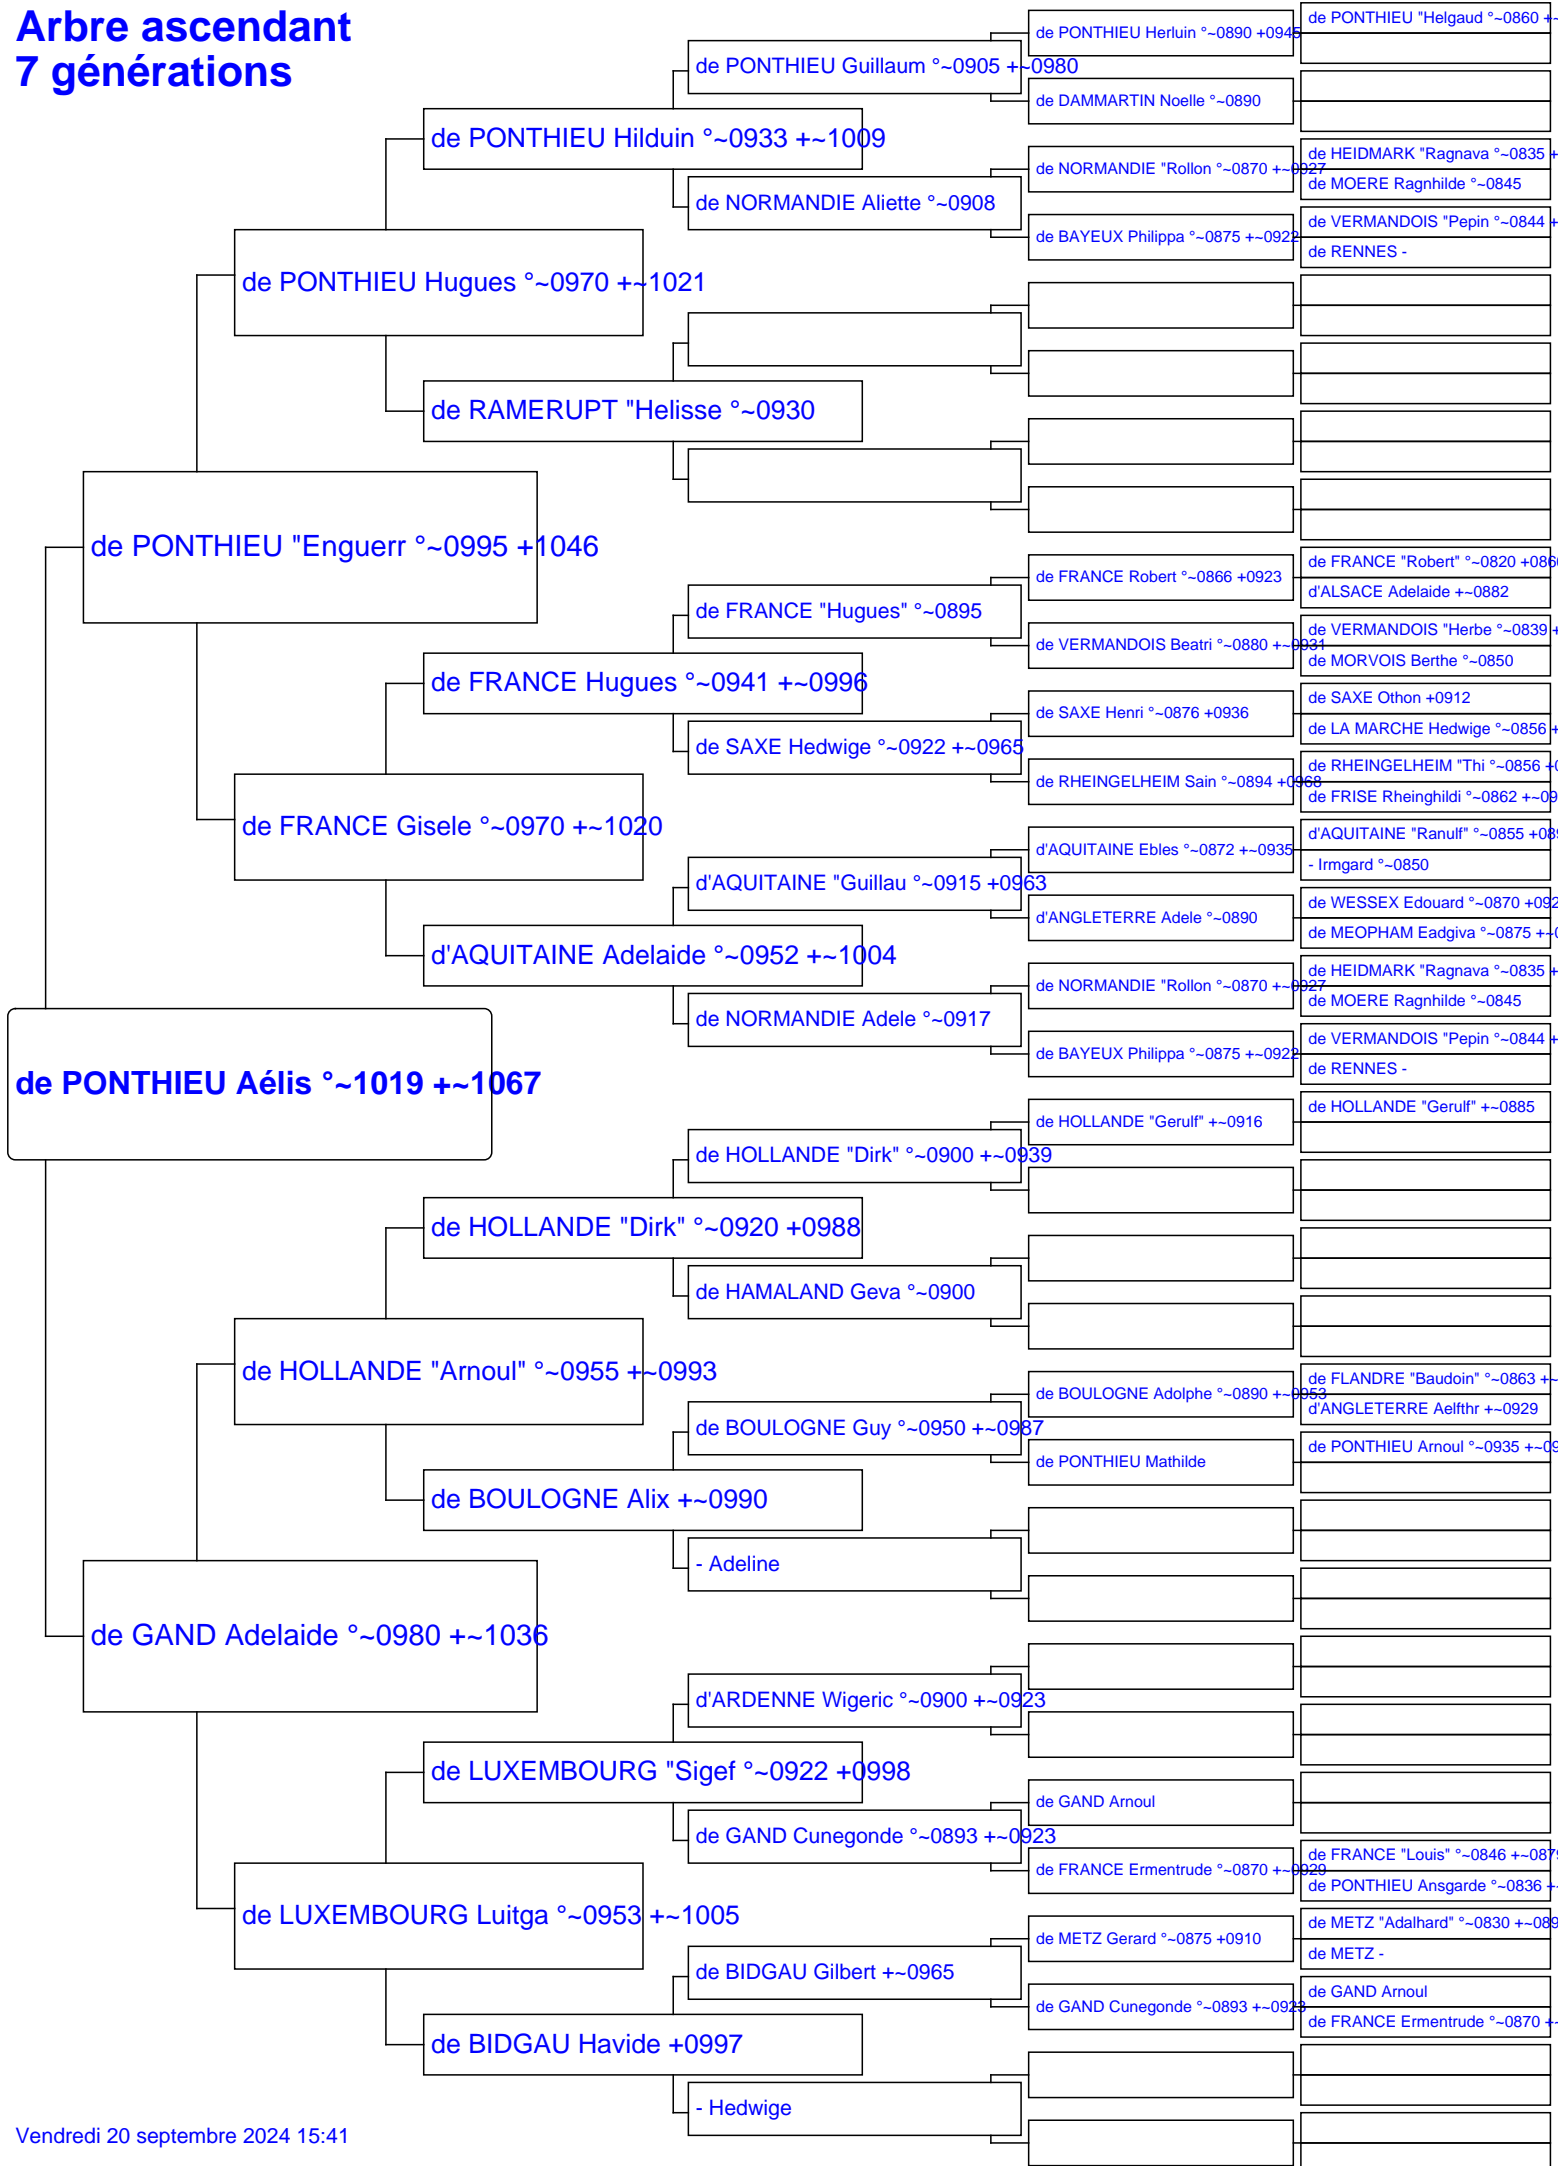 Arbre ascendant
7 générations
de PONTHIEU "Helgaud °~0860 +~
de PONTHIEU Herluin °~0890 +0945
de PONTHIEU Guillaum °~0905 +~0980
de DAMMARTIN Noelle °~0890
de PONTHIEU Hilduin °~0933 +~1009
de HEIDMARK "Ragnava °~0835 +
de NORMANDIE "Rollon °~0870 +~0927
de MOERE Ragnhilde °~0845
de NORMANDIE Aliette °~0908
de VERMANDOIS "Pepin °~0844 +
de BAYEUX Philippa °~0875 +~0922
de RENNES -
de PONTHIEU Hugues °~0970 +~1021
de RAMERUPT "Helisse °~0930
de PONTHIEU "Enguerr °~0995 +1046
de FRANCE "Robert" °~0820 +086
de FRANCE Robert °~0866 +0923
d'ALSACE Adelaide +~0882
de FRANCE "Hugues" °~0895
de VERMANDOIS "Herbe °~0839 +
de VERMANDOIS Beatri °~0880 +~0931
de MORVOIS Berthe °~0850
de FRANCE Hugues °~0941 +~0996
de SAXE Othon +0912
de SAXE Henri °~0876 +0936
de LA MARCHE Hedwige °~0856 +
de SAXE Hedwige °~0922 +~0965
de RHEINGELHEIM "Thi °~0856 +0
de RHEINGELHEIM Sain °~0894 +0968
de FRISE Rheinghildi °~0862 +~09
de FRANCE Gisele °~0970 +~1020
d'AQUITAINE "Ranulf" °~0855 +089
d'AQUITAINE Ebles °~0872 +~0935
- Irmgard °~0850
d'AQUITAINE "Guillau °~0915 +0963
de WESSEX Edouard °~0870 +092
d'ANGLETERRE Adele °~0890
de MEOPHAM Eadgiva °~0875 +~0
d'AQUITAINE Adelaide °~0952 +~1004
de HEIDMARK "Ragnava °~0835 +
de NORMANDIE "Rollon °~0870 +~0927
de MOERE Ragnhilde °~0845
de NORMANDIE Adele °~0917
de VERMANDOIS "Pepin °~0844 +
de BAYEUX Philippa °~0875 +~0922
de RENNES -
de PONTHIEU Aélis °~1019 +~1067
de HOLLANDE "Gerulf" +~0885
de HOLLANDE "Gerulf" +~0916
de HOLLANDE "Dirk" °~0900 +~0939
de HOLLANDE "Dirk" °~0920 +0988
de HAMALAND Geva °~0900
de HOLLANDE "Arnoul" °~0955 +~0993
de FLANDRE "Baudoin" °~0863 +~
de BOULOGNE Adolphe °~0890 +~0953
d'ANGLETERRE Aelfthr +~0929
de BOULOGNE Guy °~0950 +~0987
de PONTHIEU Arnoul °~0935 +~09
de PONTHIEU Mathilde
de BOULOGNE Alix +~0990
- Adeline
de GAND Adelaide °~0980 +~1036
d'ARDENNE Wigeric °~0900 +~0923
de LUXEMBOURG "Sigef °~0922 +0998
de GAND Arnoul
de GAND Cunegonde °~0893 +~0923
de FRANCE "Louis" °~0846 +~0879
de FRANCE Ermentrude °~0870 +~0929
de PONTHIEU Ansgarde °~0836 +~
de LUXEMBOURG Luitga °~0953 +~1005
de METZ "Adalhard" °~0830 +~089
de METZ Gerard °~0875 +0910
de METZ -
de BIDGAU Gilbert +~0965
de GAND Arnoul
de GAND Cunegonde °~0893 +~0923
de FRANCE Ermentrude °~0870 +~
de BIDGAU Havide +0997
- Hedwige
Vendredi 20 septembre 2024 15:41